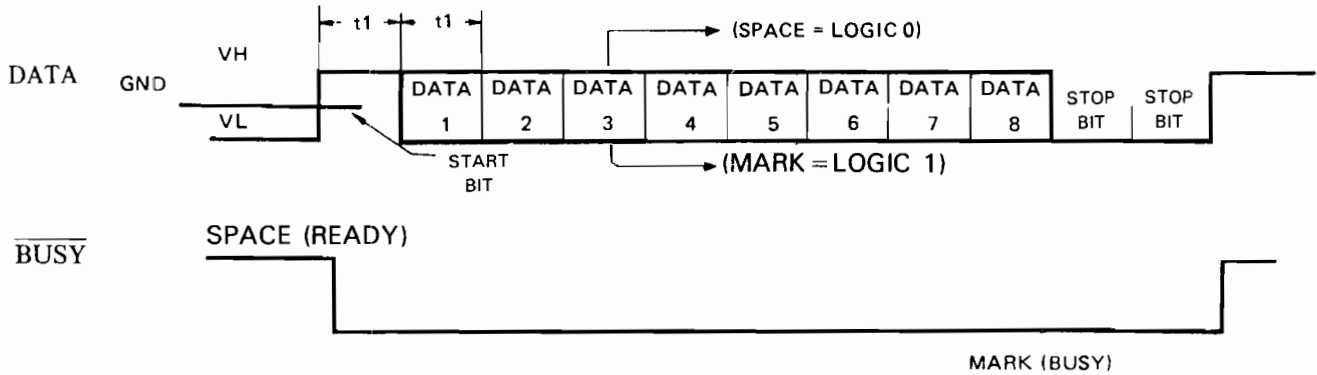 t1 t1
(SPACE = LOGIC 0)
VH
DATA GND
DATA DATA DATA DATA DATA DATA DATA DATA
1 2 3 4 5 6 7 8
STOP BIT
STOP BIT
VL
START BIT
(MARK = LOGIC 1)
SPACE (READY)
BUSY
MARK (BUSY)